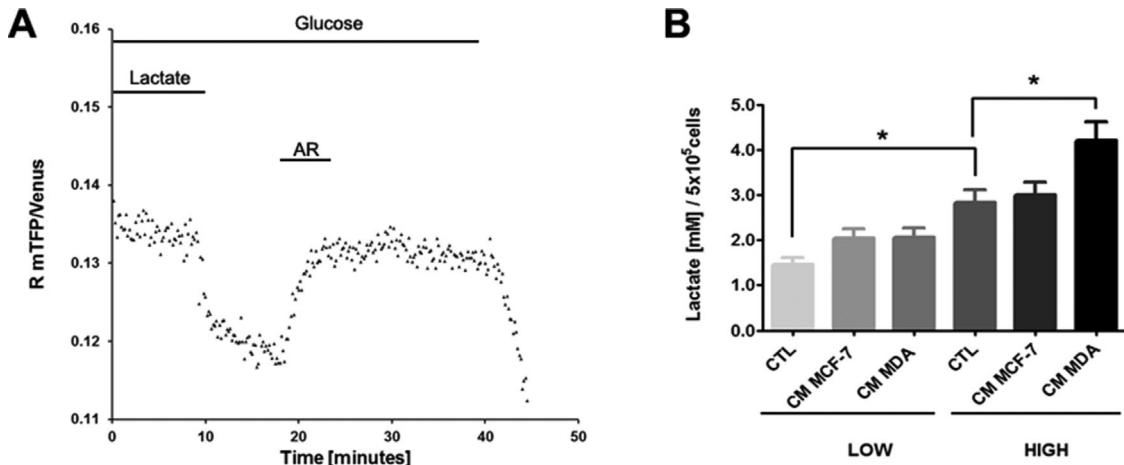 A
Glucose
Lactate
AR
R mTFP/Venus
0.16
0.15
0.14
0.13
0.12
0.11
0 10 20 30 40 50
Time [minutes]
B
*
*
Lactate [mM] / 5x10⁵cells
5.0
4.0
3.0
2.0
1.0
0.0
CTL CM MCF-7 CM MDA CTL CM MCF-7 CM MDA
LOW HIGH